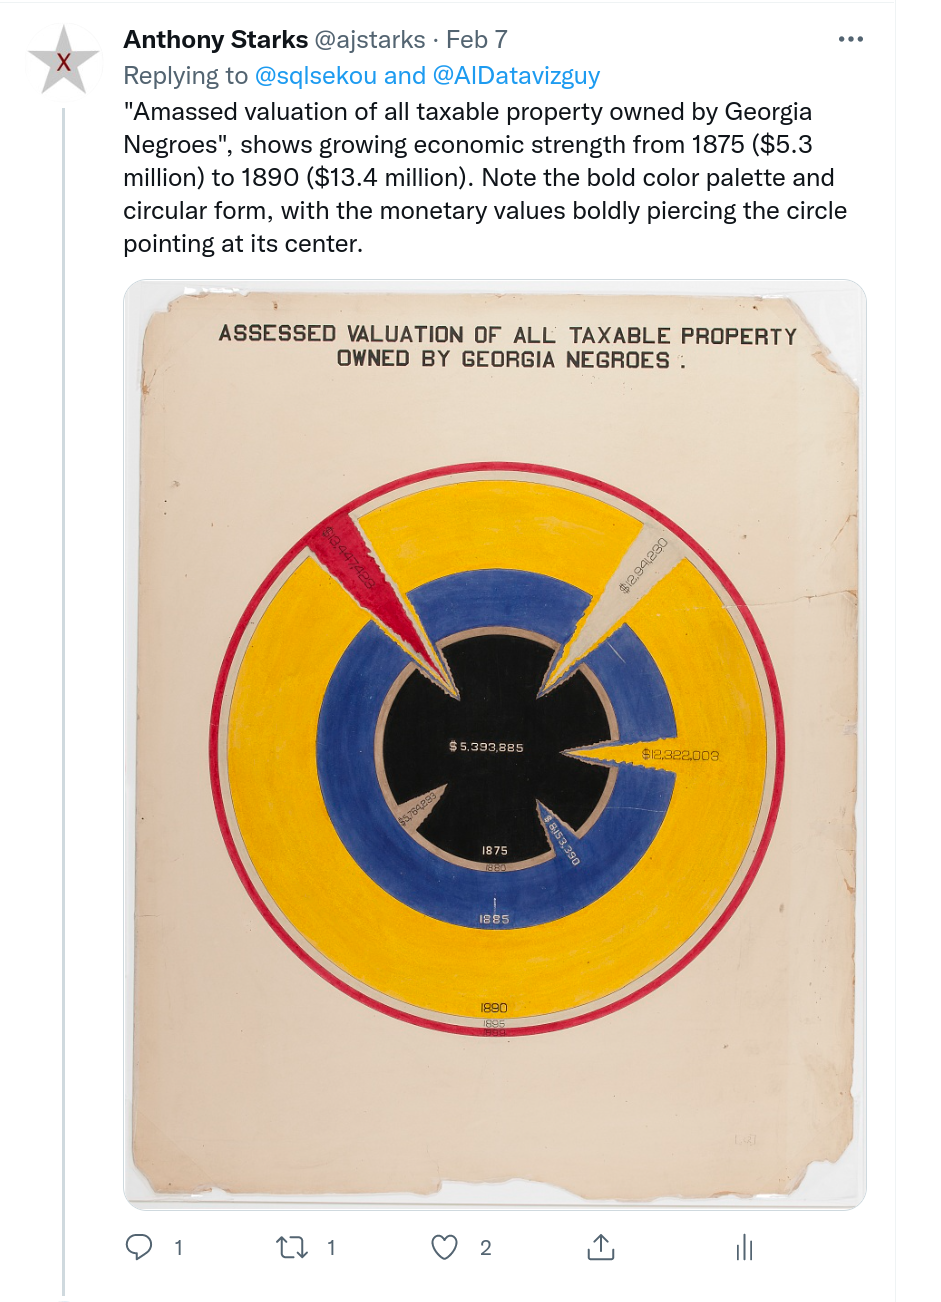 Anthony Starks @ajstarks · Feb 7
Replying to @sqlsekou and @AlDatavizguy
"Amassed valuation of all taxable property owned by Georgia
Negroes", shows growing economic strength from 1875 ($5.3
million) to 1890 ($13.4 million). Note the bold color palette and
circular form, with the monetary values boldly piercing the circle
pointing at its center.
ASSESSED VALUATION OF ALL TAXABLE PROPERTY
OWNED BY GEORGIA NEGROES .
$12,941,230
$5,393,885
$12,322,003
$5,764,293
$8,153,390
1875
1880
1885
1890
1895
1899
1
1
2
X